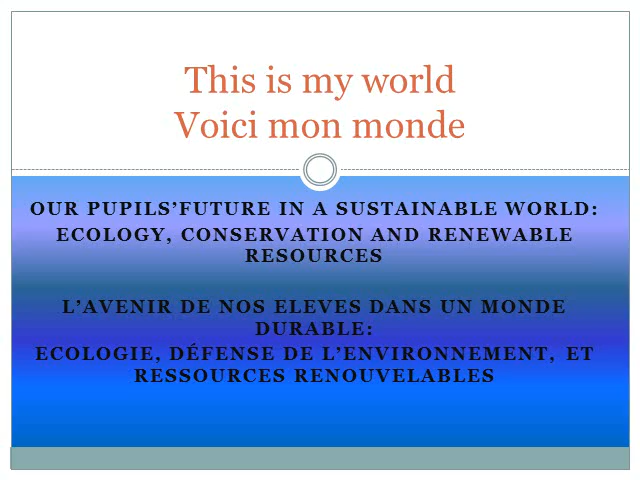 This is my world
Voici mon monde
OUR PUPILS'FUTURE IN A SUSTAINABLE WORLD:
ECOLOGY, CONSERVATION AND RENEWABLE
RESOURCES
L'AVENIR DE NOS ELEVES DANS UN MONDE
DURABLE:
ECOLOGIE, DÉFENSE DE L'ENVIRONNEMENT, ET
RESSOURCES RENOUVELABLES